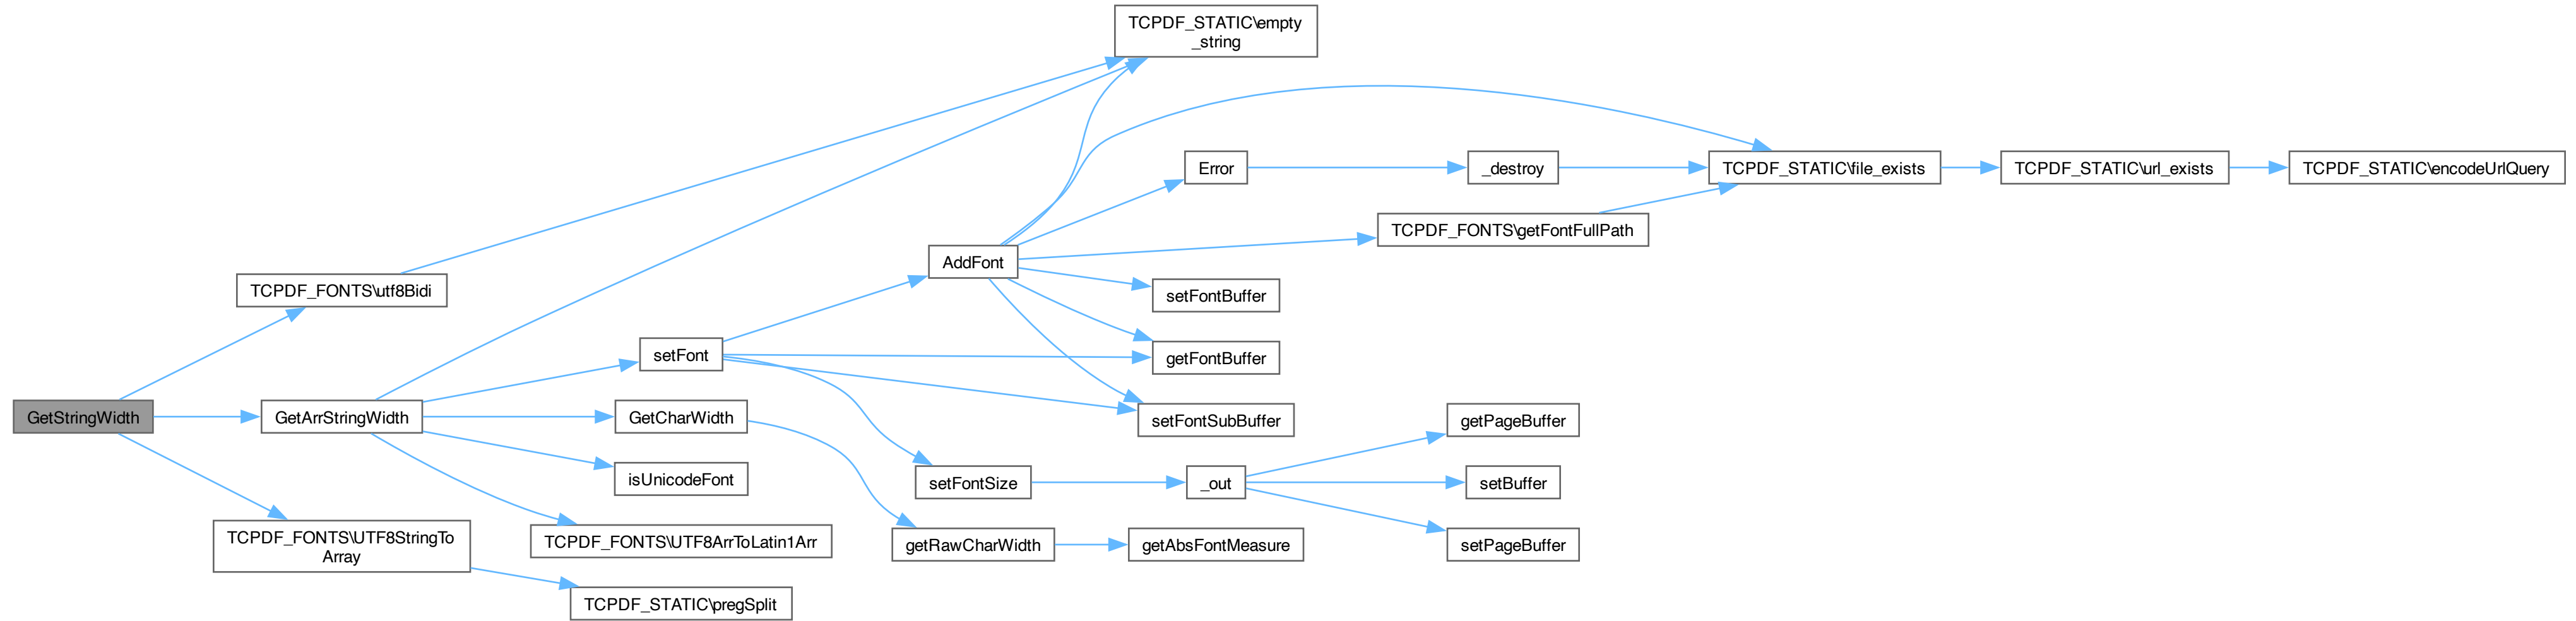 TCPDF_STATIC\empty
_string
Error
_destroy
TCPDF_STATIC\file_exists
TCPDF_STATIC\url_exists
TCPDF_STATIC\encodeUrlQuery
TCPDF_FONTS\getFontFullPath
AddFont
TCPDF_FONTS\utf8Bidi
setFontBuffer
setFont
getFontBuffer
GetStringWidth
GetArrStringWidth
GetCharWidth
setFontSubBuffer
getPageBuffer
isUnicodeFont
setFontSize
_out
setBuffer
TCPDF_FONTS\UTF8StringTo
Array
TCPDF_FONTS\UTF8ArrToLatin1Arr
getRawCharWidth
getAbsFontMeasure
setPageBuffer
TCPDF_STATIC\pregSplit